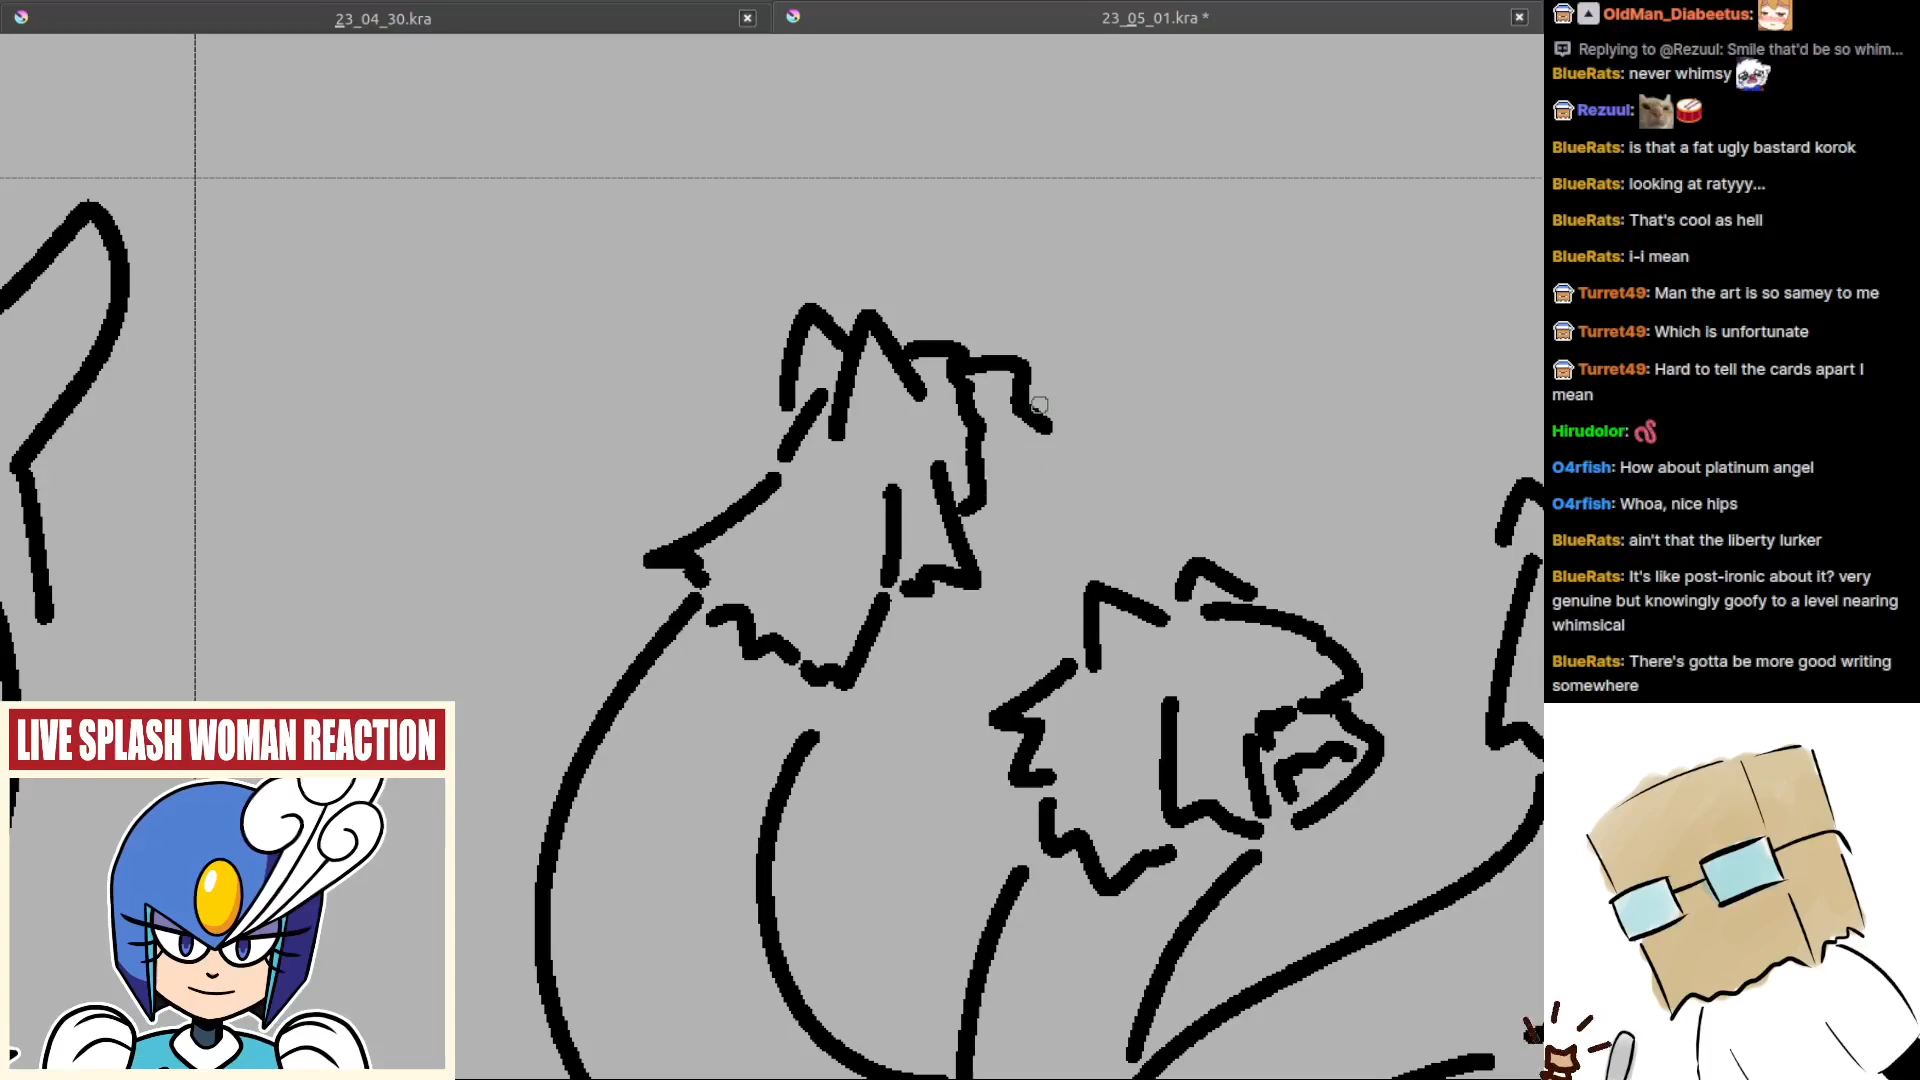 23_04_30.kra
23_05_01.kra *
OldMan_Diabeetus:
Replying to @Rezuul: Smile that'd be so whim...
BlueRats: never whimsy
Rezuul:
BlueRats: is that a fat ugly bastard korok
BlueRats: looking at ratyyy...
BlueRats: That's cool as hell
BlueRats: i-i mean
Turret49: Man the art is so samey to me
Turret49: Which is unfortunate
Turret49: Hard to tell the cards apart I
mean
Hirudolor:
O4rfish: How about platinum angel
O4rfish: Whoa, nice hips
BlueRats: ain't that the liberty lurker
BlueRats: It's like post-ironic about it? very
genuine but knowingly goofy to a level nearing
whimsical
BlueRats: There's gotta be more good writing
somewhere
LIVE SPLASH WOMAN REACTION